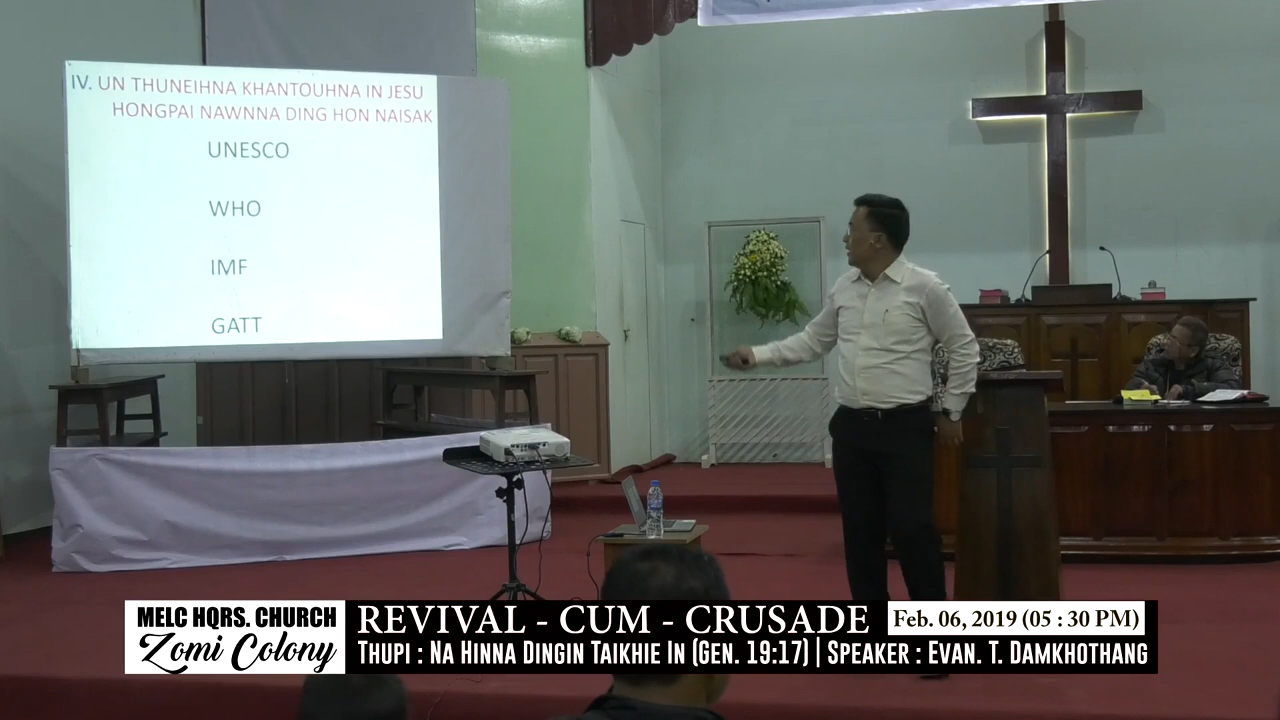 IV. UN THUNEIHNA KHANTOUHNA IN JESU
HONGPAI NAWNNA DING HON NAISAK
UNESCO
WHO
IMF
GATT
MELC HQRS. CHURCH
Zomi Colony
REVIVAL - CUM - CRUSADE
Feb. 06, 2019 (05 : 30 PM)
Thupi : Na Hinna Dingin Taikhie In (Gen. 19:17) | Speaker : Evan. T. Damkhothang